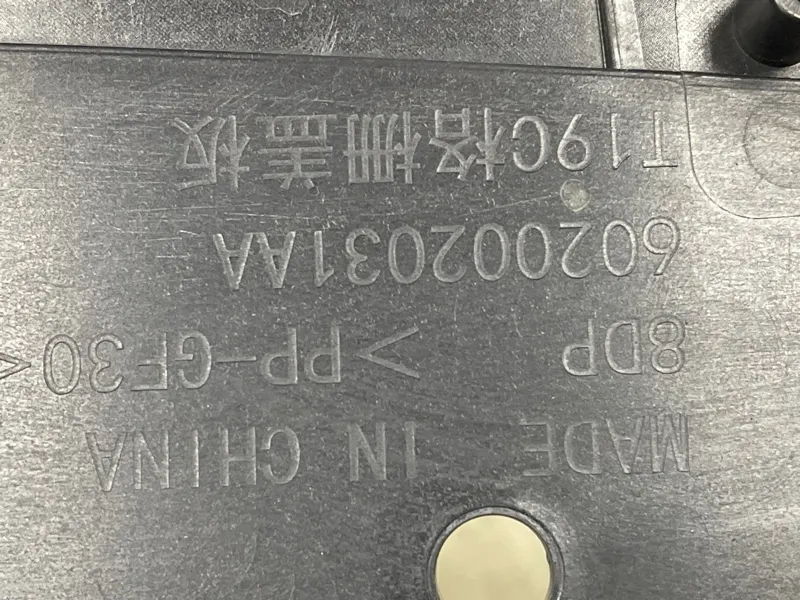 MADE IN CHINA
8DP >PP-GF30<
602002031AA
T19C格栅盖板